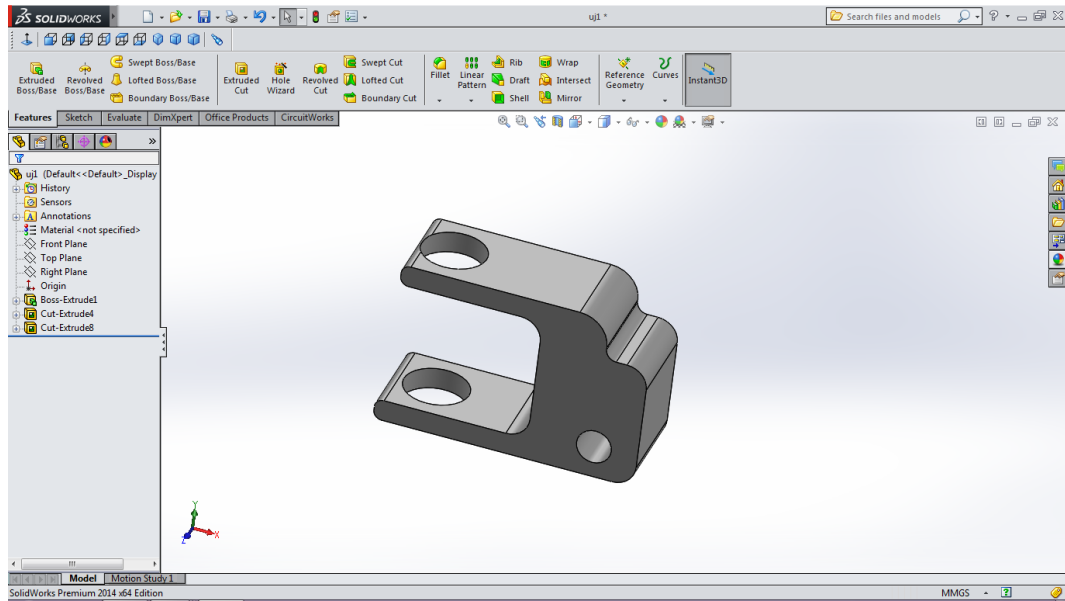 SOLIDWORKS
uj1 *
Search files and models
Extruded Boss/Base
Revolved Boss/Base
Swept Boss/Base
Lofted Boss/Base
Boundary Boss/Base
Extruded Cut
Hole Wizard
Revolved Cut
Swept Cut
Lofted Cut
Boundary Cut
Fillet
Linear Pattern
Rib
Draft
Shell
Wrap
Intersect
Mirror
Reference Geometry
Curves
Instant3D
Features Sketch Evaluate DimXpert Office Products CircuitWorks
uj1 (Default<<Default>_Display
History
Sensors
Annotations
Material <not specified>
Front Plane
Top Plane
Right Plane
Origin
Boss-Extrude1
Cut-Extrude4
Cut-Extrude8
Y
X
Z
Model Motion Study 1
SolidWorks Premium 2014 x64 Edition
MMGS